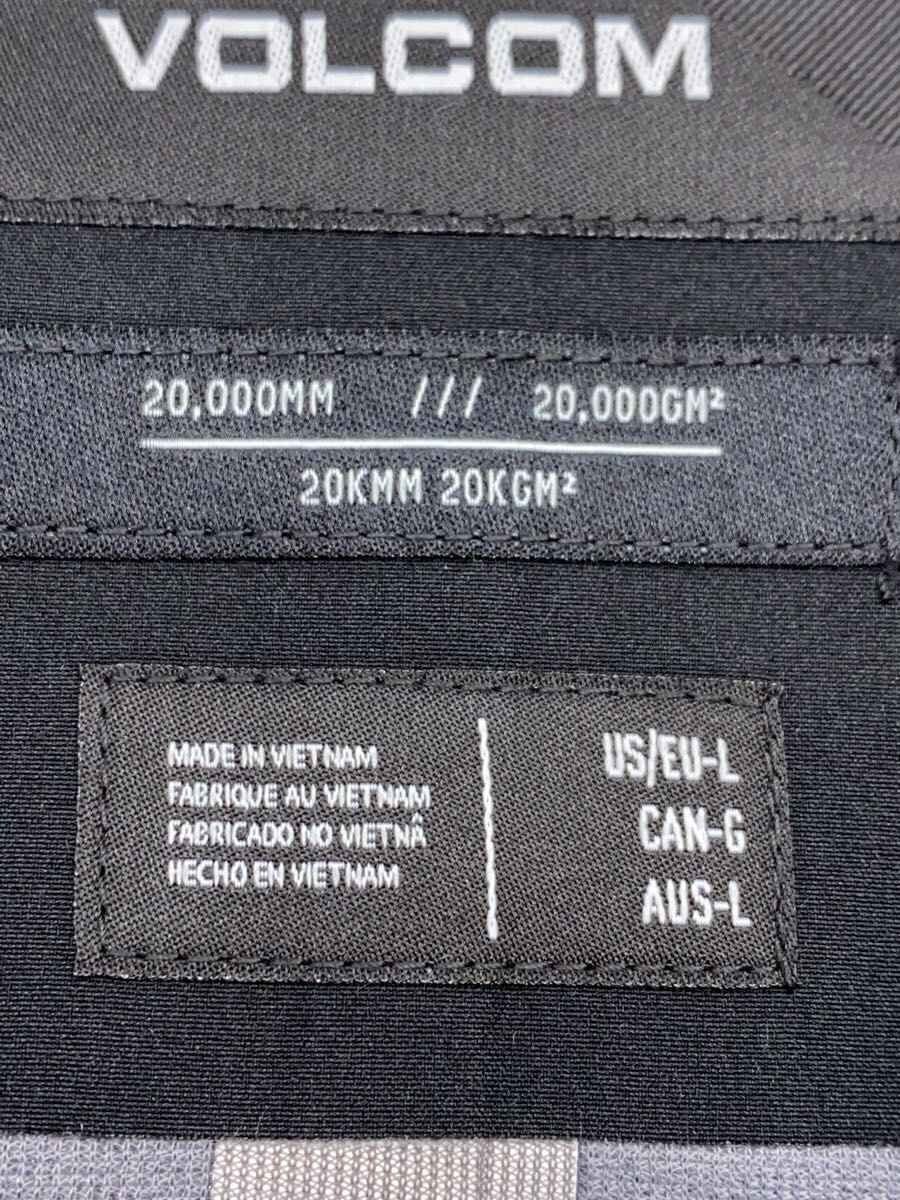 VOLCOM
20,000MM /// 20,000GM²
20KMM 20KGM²
MADE IN VIETNAM
FABRIQUE AU VIETNAM
FABRICADO NO VIETNÃ
HECHO EN VIETNAM
US/EU-L
CAN-G
AUS-L